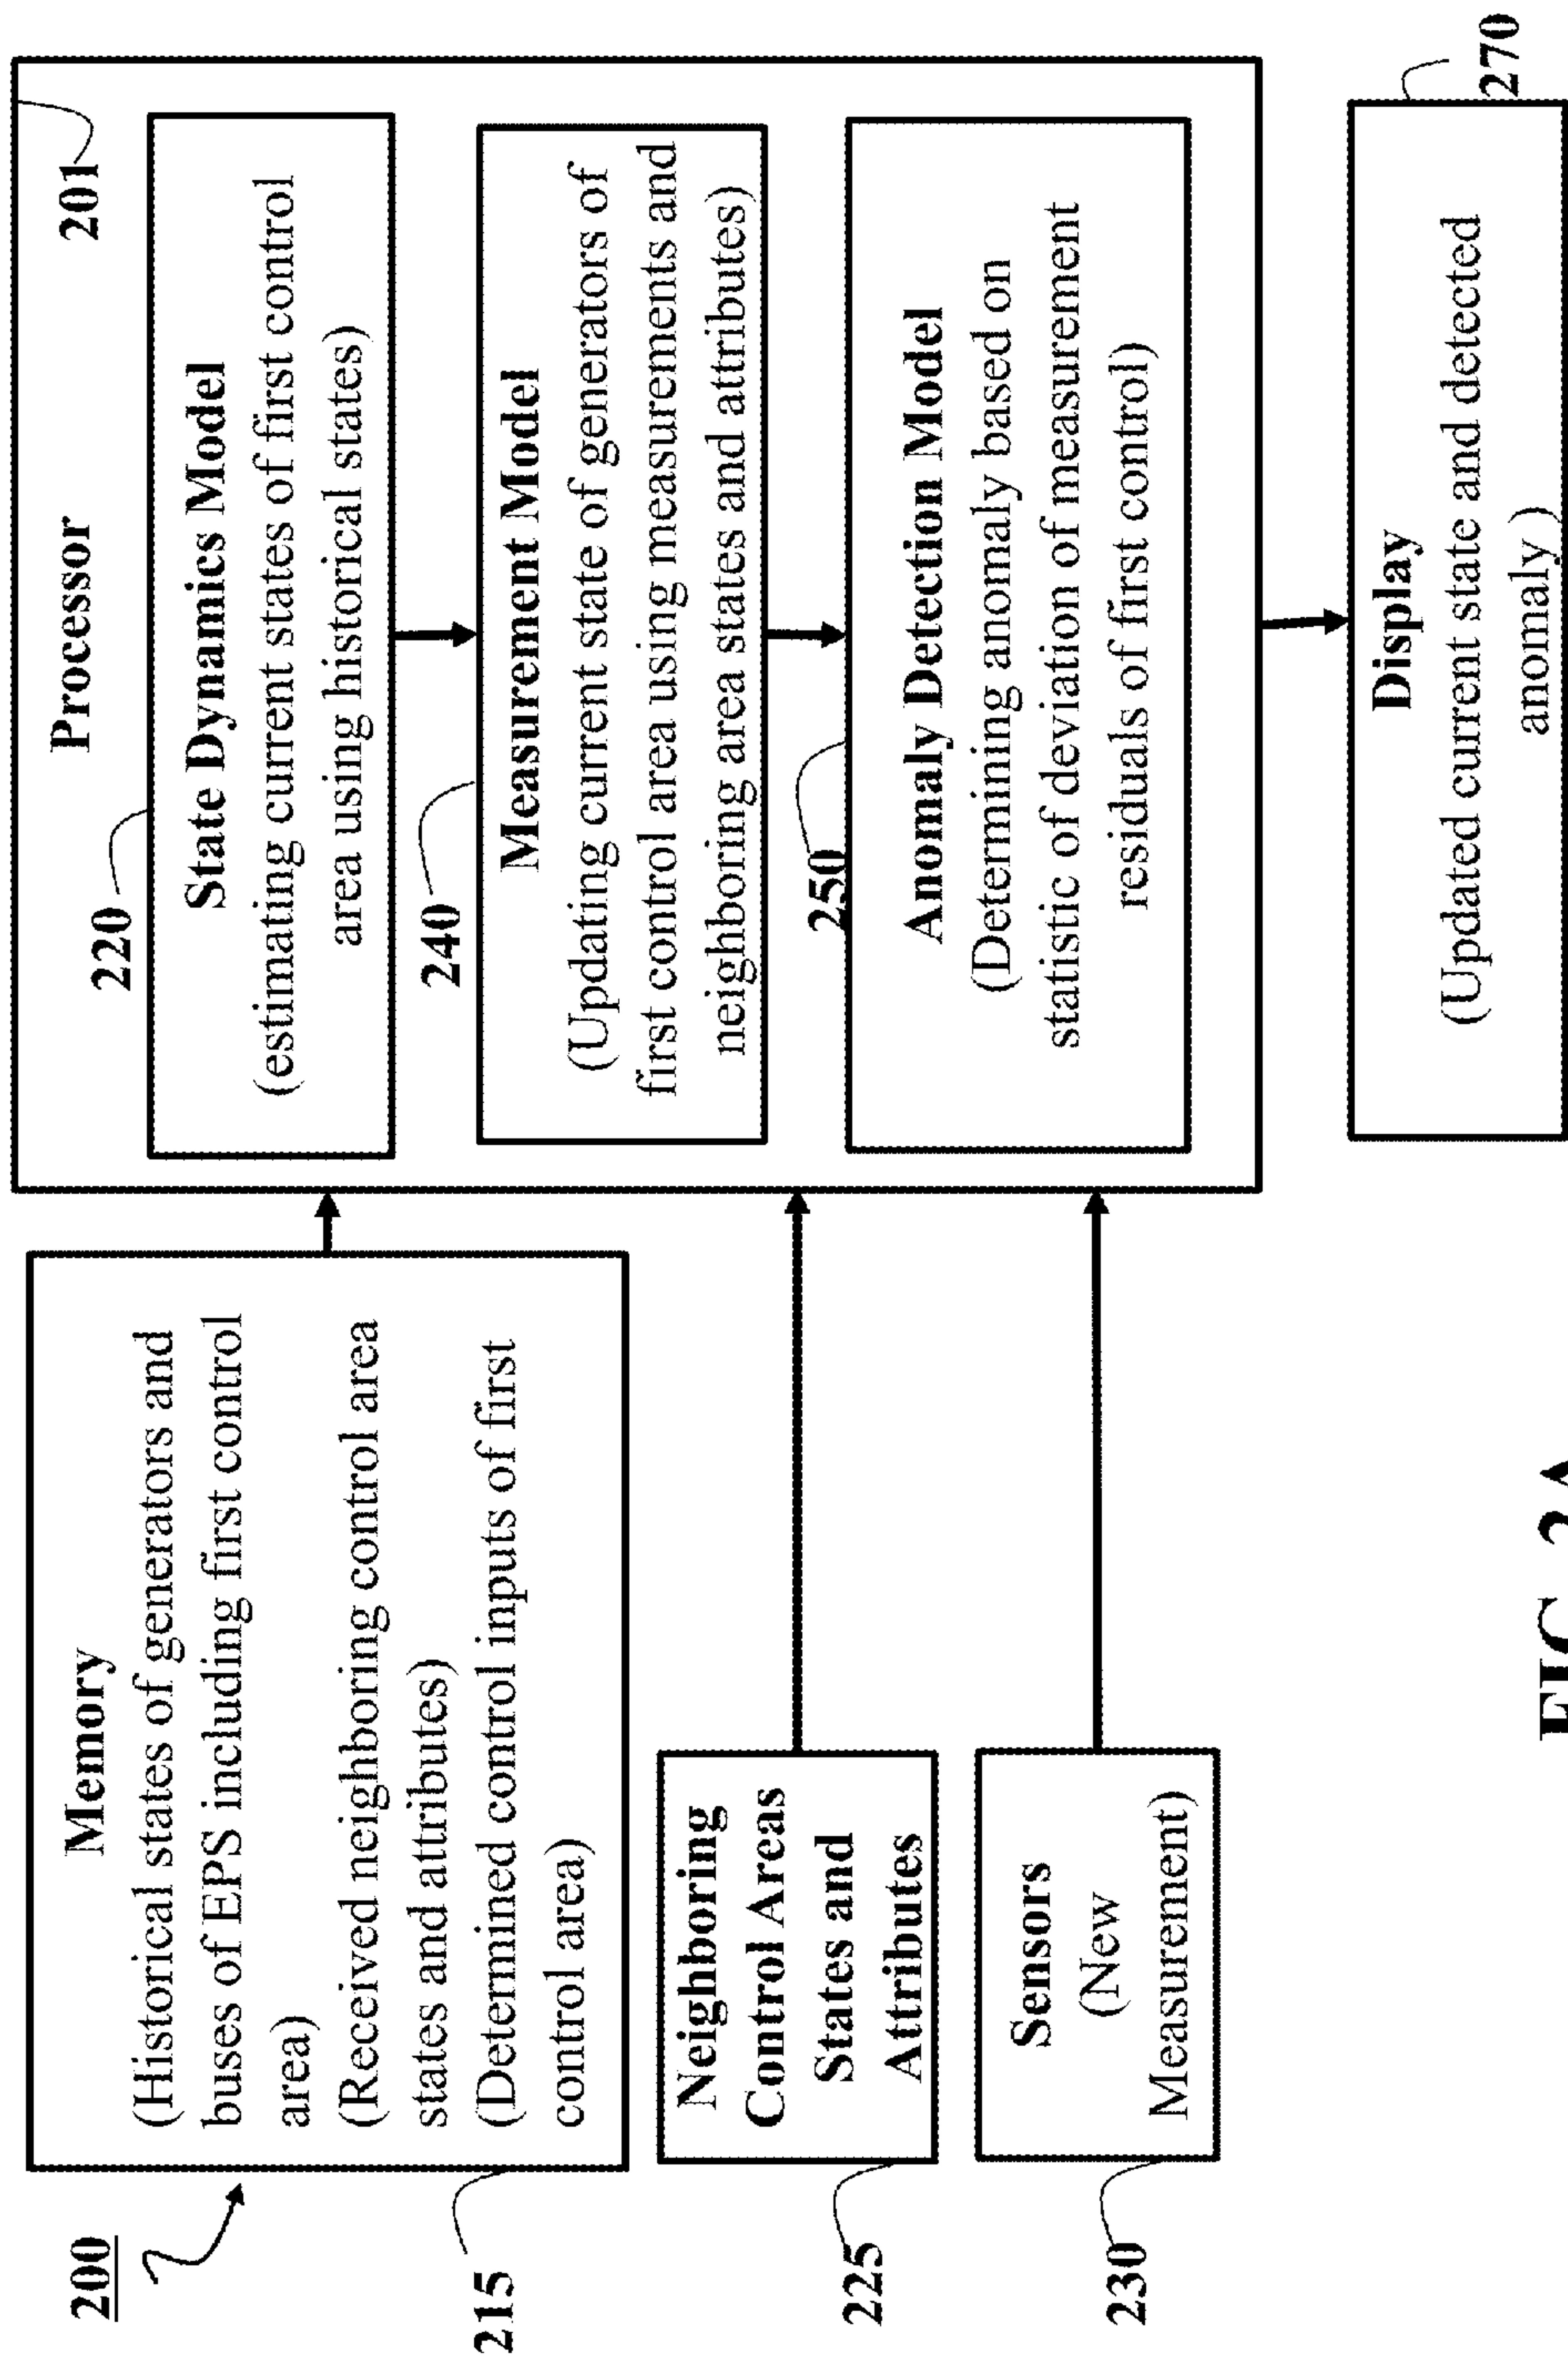 200
Memory
(Historical states of generators and
buses of EPS including first control
area)
(Received neighboring control area
states and attributes)
(Determined control inputs of first
control area)
215
Neighboring
Control Areas
States and
Attributes
225
Sensors
(New
Measurement)
230
Processor
201
220
State Dynamics Model
(estimating current states of first control
area using historical states)
240
Measurement Model
(Updating current state of generators of
first control area using measurements and
neighboring area states and attributes)
250
Anomaly Detection Model
(Determining anomaly based on
statistic of deviation of measurement
residuals of first control)
270
Display
(Updated current state and detected
anomaly )
FIG. 2A